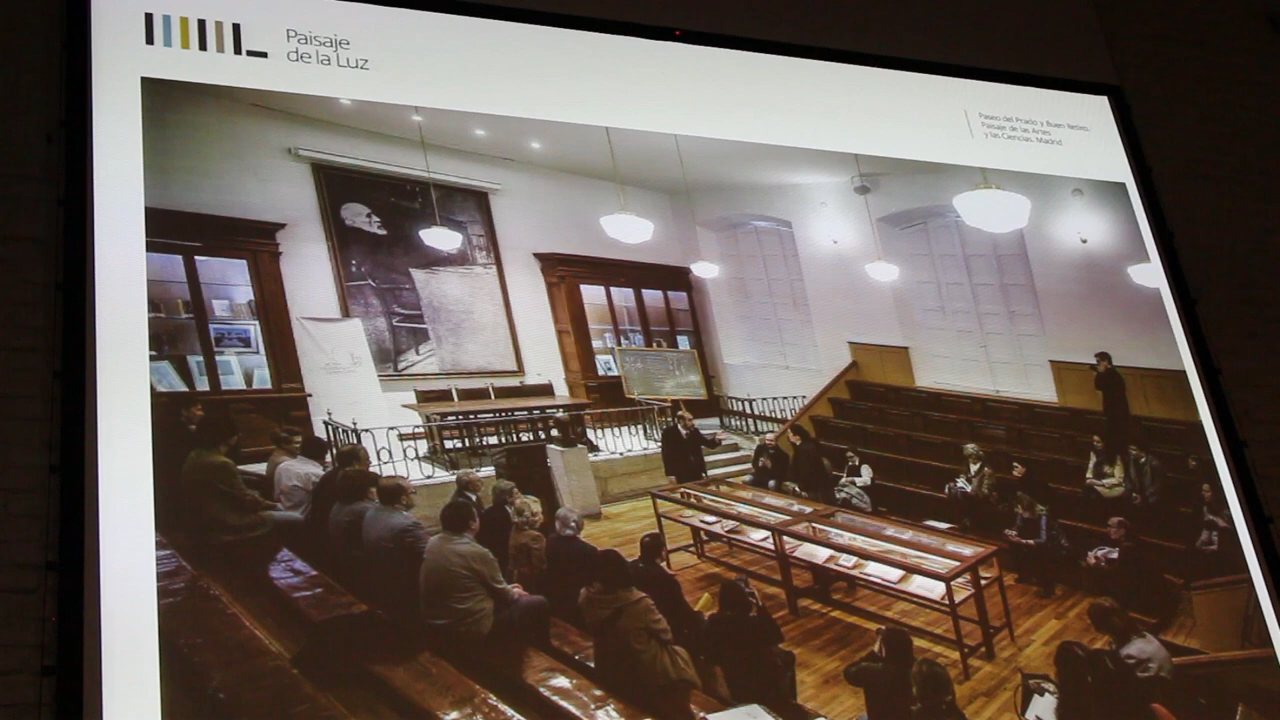 Paisaje
de la Luz
Paseo del Prado y Buen Retiro.
Paisaje de las Artes
y las Ciencias. Madrid